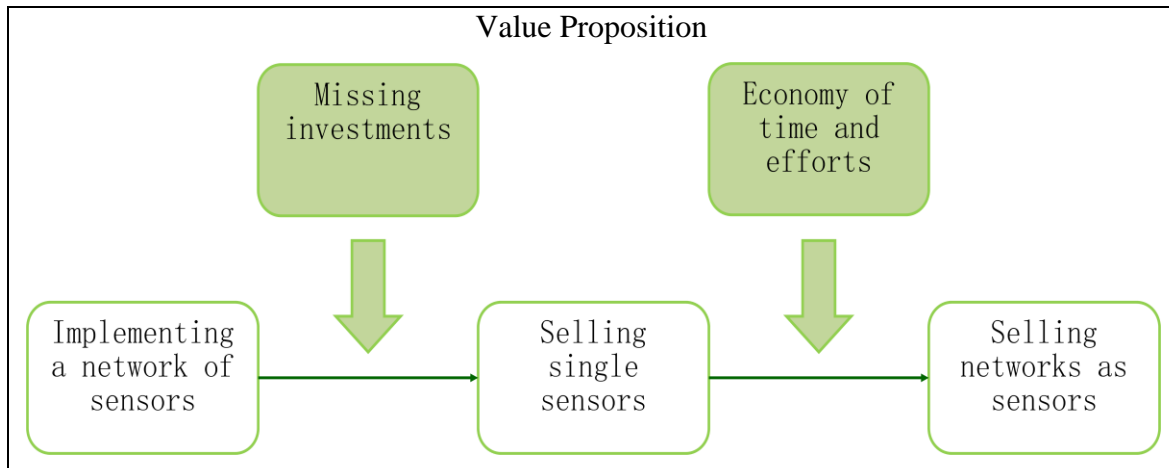 Value Proposition
Missing
investments
Economy of
time and
efforts
Implementing
a network of
sensors
Selling
single
sensors
Selling
networks as
sensors